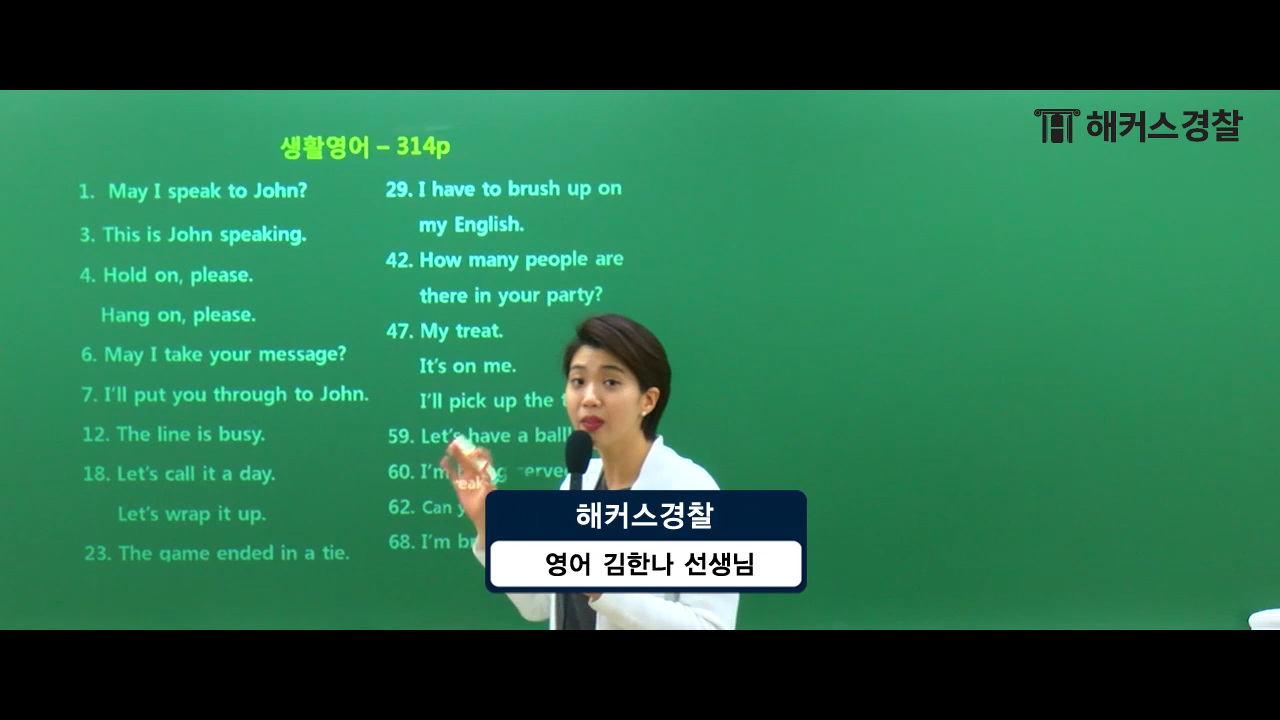 해커스경찰
생활영어 – 314p
1. May I speak to John?
3. This is John speaking.
4. Hold on, please.
Hang on, please.
6. May I take your message?
7. I'll put you through to John.
12. The line is busy.
18. Let's call it a day.
Let's wrap it up.
23. The game ended in a tie.
29. I have to brush up on
my English.
42. How many people are
there in your party?
47. My treat.
It's on me.
I'll pick up the
59. Let's have a ball!
60. I'm
62. Can
68. I'm
해커스경찰
영어 김한나 선생님